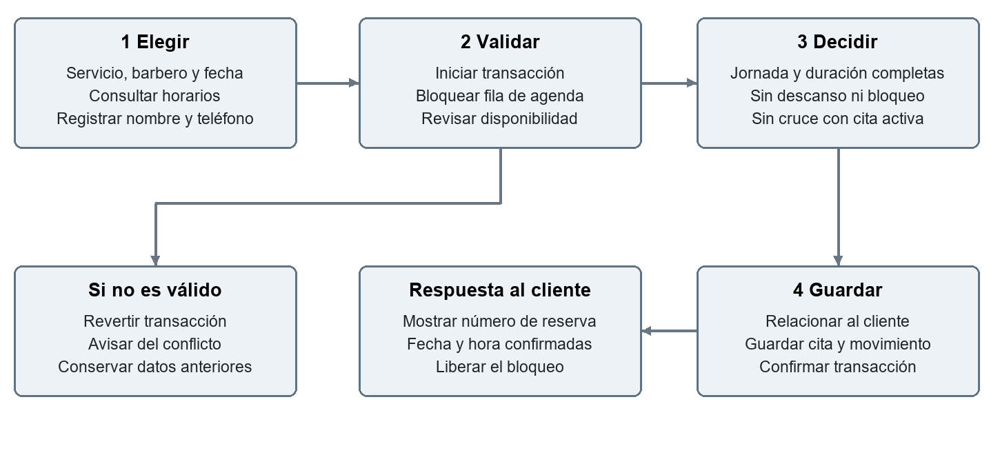 1 Elegir
Servicio, barbero y fecha
Consultar horarios
Registrar nombre y teléfono
2 Validar
Iniciar transacción
Bloquear fila de agenda
Revisar disponibilidad
3 Decidir
Jornada y duración completas
Sin descanso ni bloqueo
Sin cruce con cita activa
Si no es válido
Revertir transacción
Avisar del conflicto
Conservar datos anteriores
Respuesta al cliente
Mostrar número de reserva
Fecha y hora confirmadas
Liberar el bloqueo
4 Guardar
Relacionar al cliente
Guardar cita y movimiento
Confirmar transacción